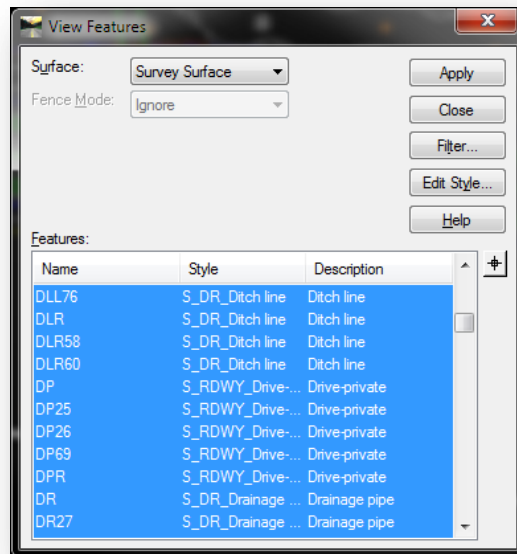 View Features
Surface: Survey Surface Apply
Fence Mode: Ignore Close
Filter...
Edit Style...
Help
Features:
Name Style Description
DLL76 S_DR_Ditch line Ditch line
DLR S_DR_Ditch line Ditch line
DLR58 S_DR_Ditch line Ditch line
DLR60 S_DR_Ditch line Ditch line
DP S_RDWY_Drive-... Drive-private
DP25 S_RDWY_Drive-... Drive-private
DP26 S_RDWY_Drive-... Drive-private
DP69 S_RDWY_Drive-... Drive-private
DPR S_RDWY_Drive-... Drive-private
DR S_DR_Drainage ... Drainage pipe
DR27 S_DR_Drainage ... Drainage pipe